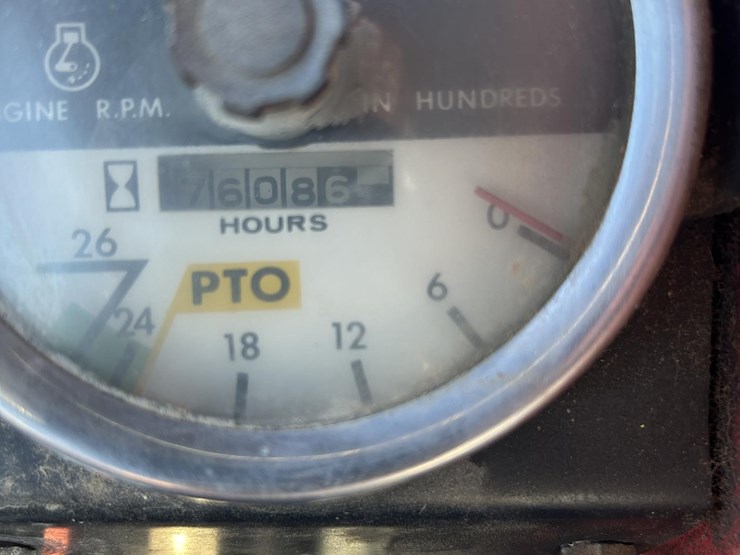 GINE R.P.M. IN HUNDREDS
76086
HOURS
26
0
PTO
6
24
18
12